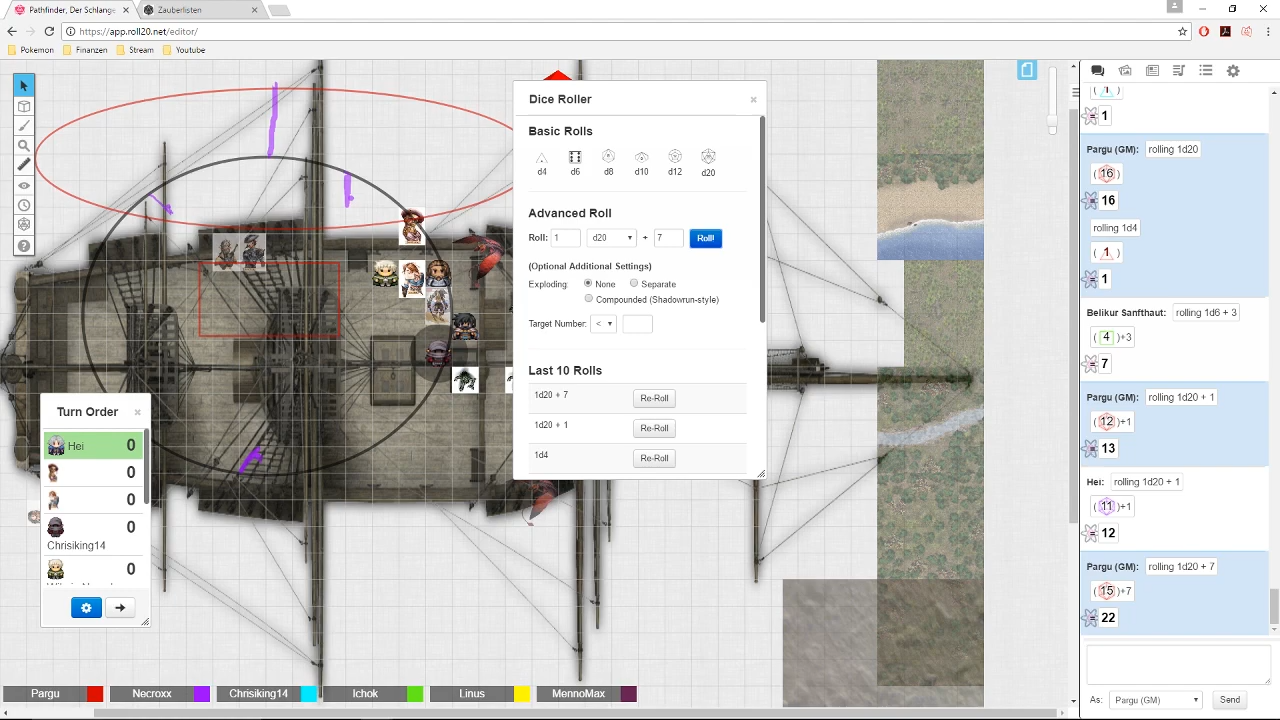 Pathfinder, Der Schlange
Zauberlisten
https://app.roll20.net/editor/
Pokemon
Finanzen
Stream
Youtube
Dice Roller
Basic Rolls
d4
d6
d8
d10
d12
d20
Advanced Roll
Roll: 1 d20 + 7 Roll!
(Optional Additional Settings)
Exploding: None Separate
Compounded (Shadowrun-style)
Target Number: <
Last 10 Rolls
1d20 + 7 Re-Roll
1d20 + 1 Re-Roll
1d4 Re-Roll
Turn Order
Hei 0
0
0
0
Chrisiking14
0
Pargu
Necroxx
Chrisiking14
Ichok
Linus
MennoMax
( 1 )
1
Pargu (GM): rolling 1d20
(16)
16
rolling 1d4
( 1 )
1
Belikur Sanfthaut: rolling 1d6 + 3
( 4 )+3
7
Pargu (GM): rolling 1d20 + 1
(12)+1
13
Hei: rolling 1d20 + 1
(11)+1
12
Pargu (GM): rolling 1d20 + 7
(15)+7
22
As: Pargu (GM) Send